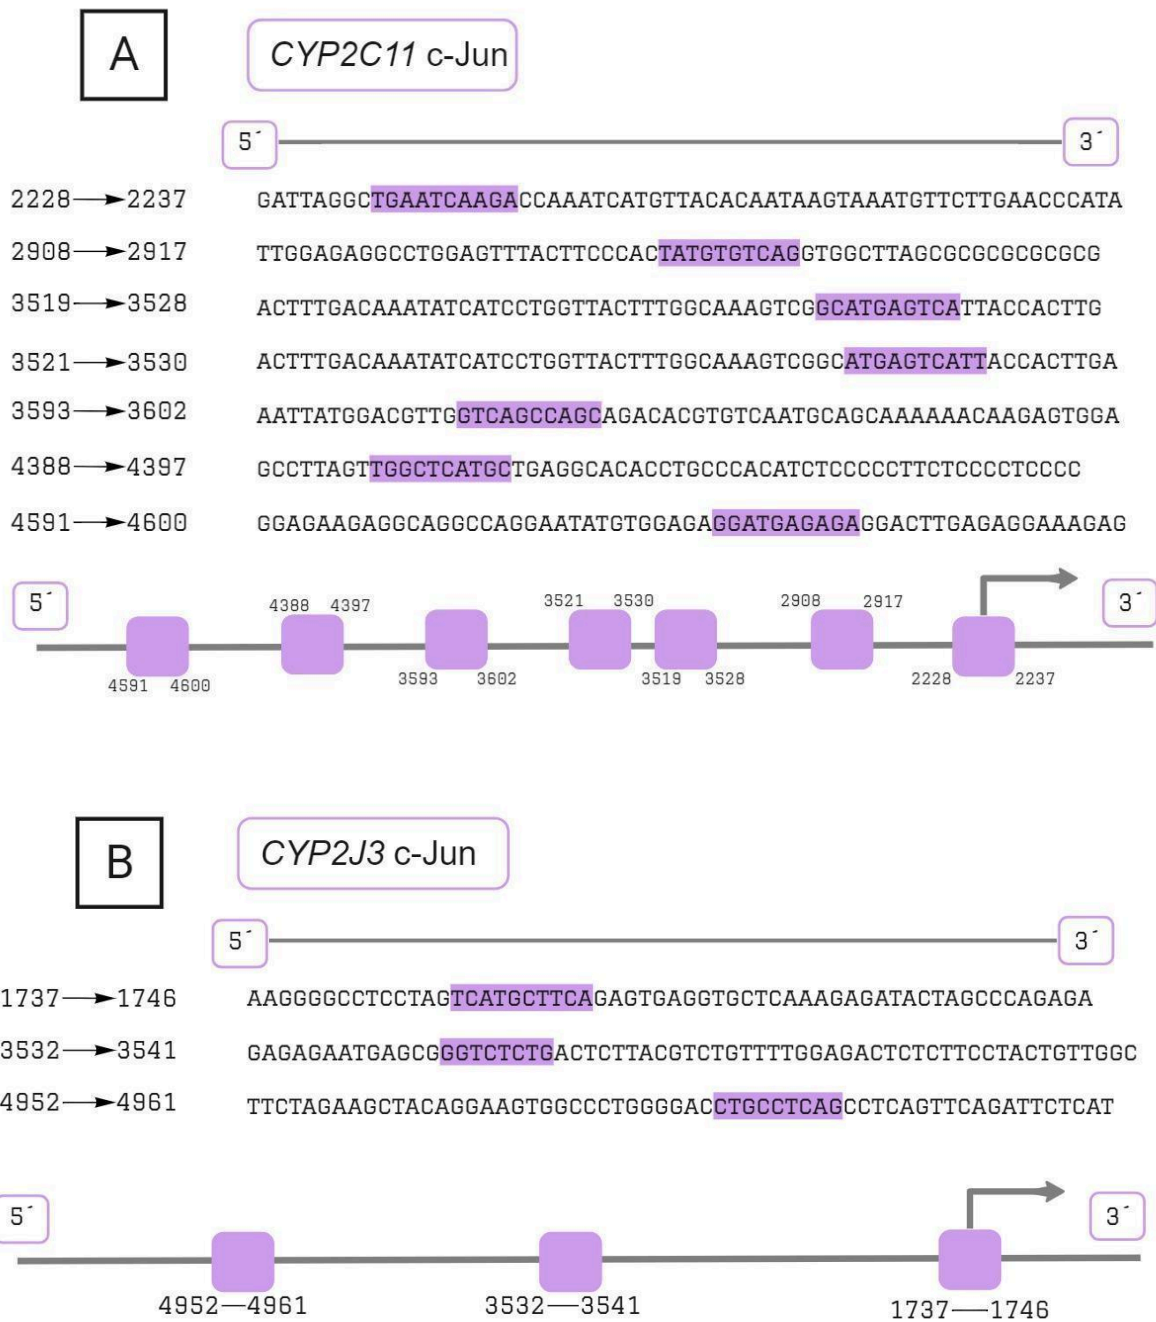 A
CYP2C11 c-Jun
5´ 3´
2228 2237 GATTAGGCTGAATCAAGACCAAATCATGTTACACAATAAGTAAATGTTCTTGAACCCATA
2908 2917 TTGGAGAGGCCTGGAGTTTACTTCCCACTATGTGTCAGGTGGCTTAGCGCGCGCGCGCG
3519 3528 ACTTTGACAAATATCATCCTGGTTACTTTGGCAAAGTCGGCATGAGTCATTACCACTTG
3521 3530 ACTTTGACAAATATCATCCTGGTTACTTTGGCAAAGTCGGCATGAGTCATTACCACTTGA
3593 3602 AATTATGGACGTTGGTCAGCCAGCAGACACGTGTCAATGCAGCAAAAAACAAGAGTGGA
4388 4397 GCCTTAGTTGGCTCATGCTGAGGCACACCTGCCCACATCTCCCCCTTCTCCCCTCCCC
4591 4600 GGAGAAGAGGCAGGCCAGGAATATGTGGAGAGGATGAGAGAGGACTTGAGAGGAAAGAG
5´ 3´
4388 4397 3521 3530 2908 2917
4591 4600 3593 3602 3519 3528 2228 2237
B
CYP2J3 c-Jun
5´ 3´
1737 1746 AAGGGGCCTCCTAGTCATGCTTCAGAGTGAGGTGCTCAAAGAGATACTAGCCCAGAGA
3532 3541 GAGAGAATGAGCGGGTCTCTGACTCTTACGTCTGTTTTGGAGACTCTCTTCCTACTGTTGGC
4952 4961 TTCTAGAAGCTACAGGAAGTGGCCCTGGGGACCTGCCTCAGCCTCAGTTCAGATTCTCAT
5´ 3´
4952—4961 3532—3541 1737—1746